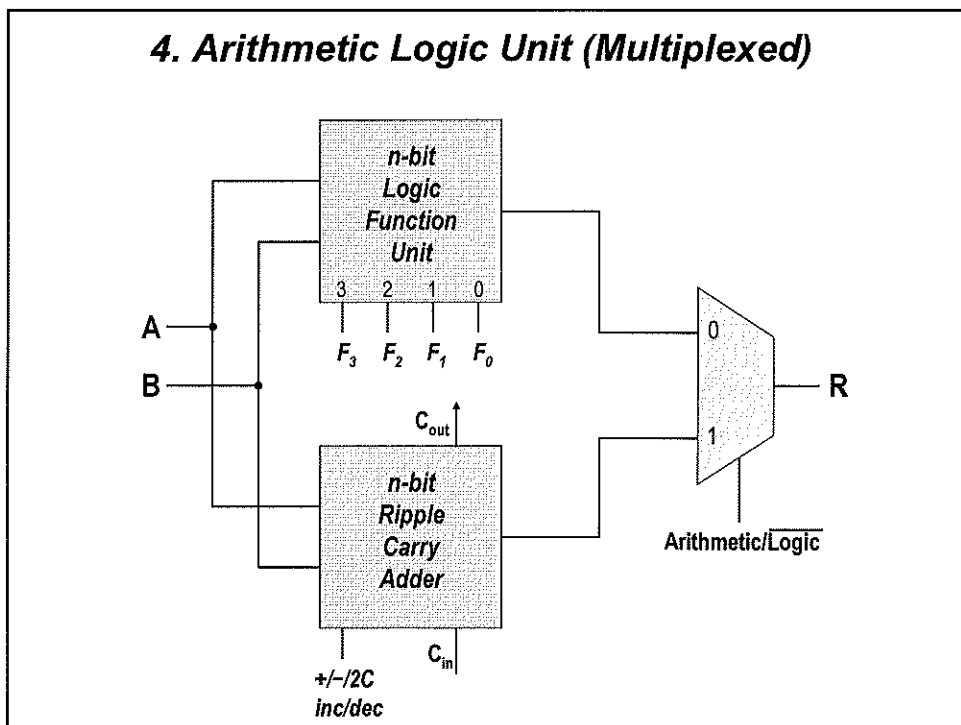 4. Arithmetic Logic Unit (Multiplexed)
n-bit
Logic
Function
Unit
3 2 1 0
F3 F2 F1 F0
A
B
0
1
R
Arithmetic/Logic
Cout
n-bit
Ripple
Carry
Adder
Cin
+/−/2C
inc/dec